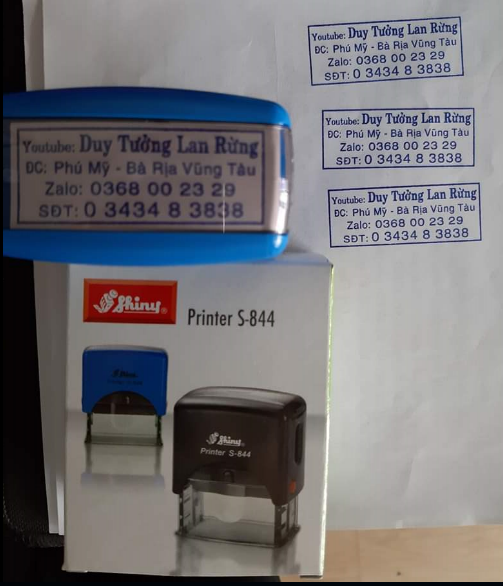 Youtube: Duy Tưởng Lan Rừng
ĐC: Phú Mỹ - Bà Rịa Vũng Tàu
Zalo: 0368 00 23 29
SĐT: 0 3434 8 3838
Youtube: Duy Tưởng Lan Rừng
ĐC: Phú Mỹ - Bà Rịa Vũng Tàu
Zalo: 0368 00 23 29
SĐT: 0 3434 8 3838
Youtube: Duy Tưởng Lan Rừng
ĐC: Phú Mỹ - Bà Rịa Vũng Tàu
Zalo: 0368 00 23 29
SĐT: 0 3434 8 3838
Youtube: Duy Tưởng Lan Rừng
ĐC: Phú Mỹ - Bà Rịa Vũng Tàu
Zalo: 0368 00 23 29
SĐT: 0 3434 8 3838
Shiny
Printer S-844
Shiny
Printer S-844